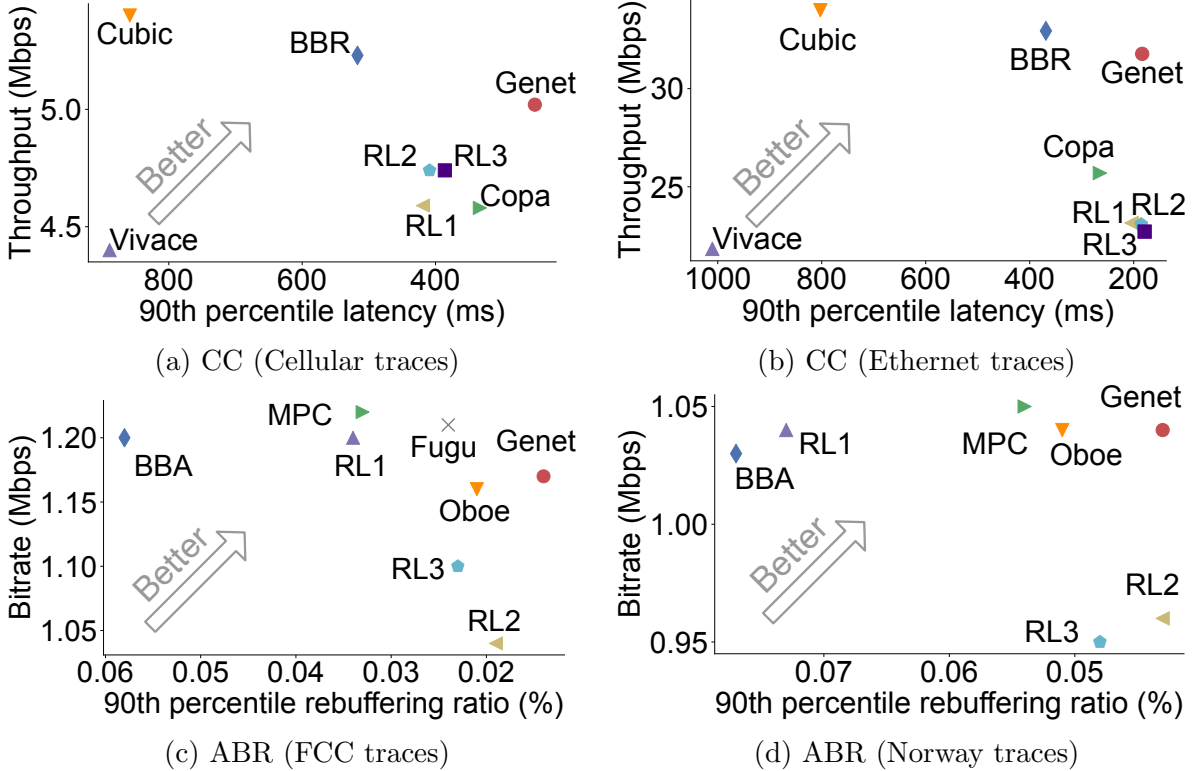 Throughput (Mbps)
5.0
4.5
Cubic
BBR
Genet
RL2
RL3
RL1
Copa
Vivace
Better
800
600
400
90th percentile latency (ms)
(a) CC (Cellular traces)
Throughput (Mbps)
30
25
Cubic
BBR
Genet
Copa
RL1
RL2
RL3
Vivace
Better
1000
800
600
400
200
90th percentile latency (ms)
(b) CC (Ethernet traces)
Bitrate (Mbps)
1.20
1.15
1.10
1.05
BBA
MPC
RL1
Fugu
Genet
Oboe
RL3
RL2
Better
0.06
0.05
0.04
0.03
0.02
90th percentile rebuffering ratio (%)
(c) ABR (FCC traces)
Bitrate (Mbps)
1.05
1.00
0.95
Genet
RL1
MPC
Oboe
BBA
RL2
RL3
Better
0.07
0.06
0.05
90th percentile rebuffering ratio (%)
(d) ABR (Norway traces)